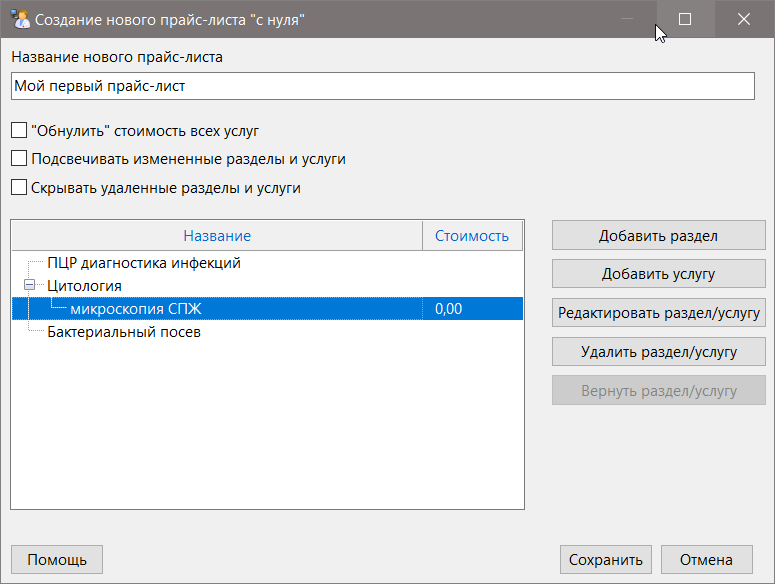 Создание нового прайс-листа "с нуля"
Название нового прайс-листа
Мой первый прайс-лист
"Обнулить" стоимость всех услуг
Подсвечивать измененные разделы и услуги
Скрывать удаленные разделы и услуги
Название Стоимость
ПЦР диагностика инфекций
Цитология
микроскопия СПЖ 0,00
Бактериальный посев
Добавить раздел
Добавить услугу
Редактировать раздел/услугу
Удалить раздел/услугу
Вернуть раздел/услугу
Помощь Сохранить Отмена